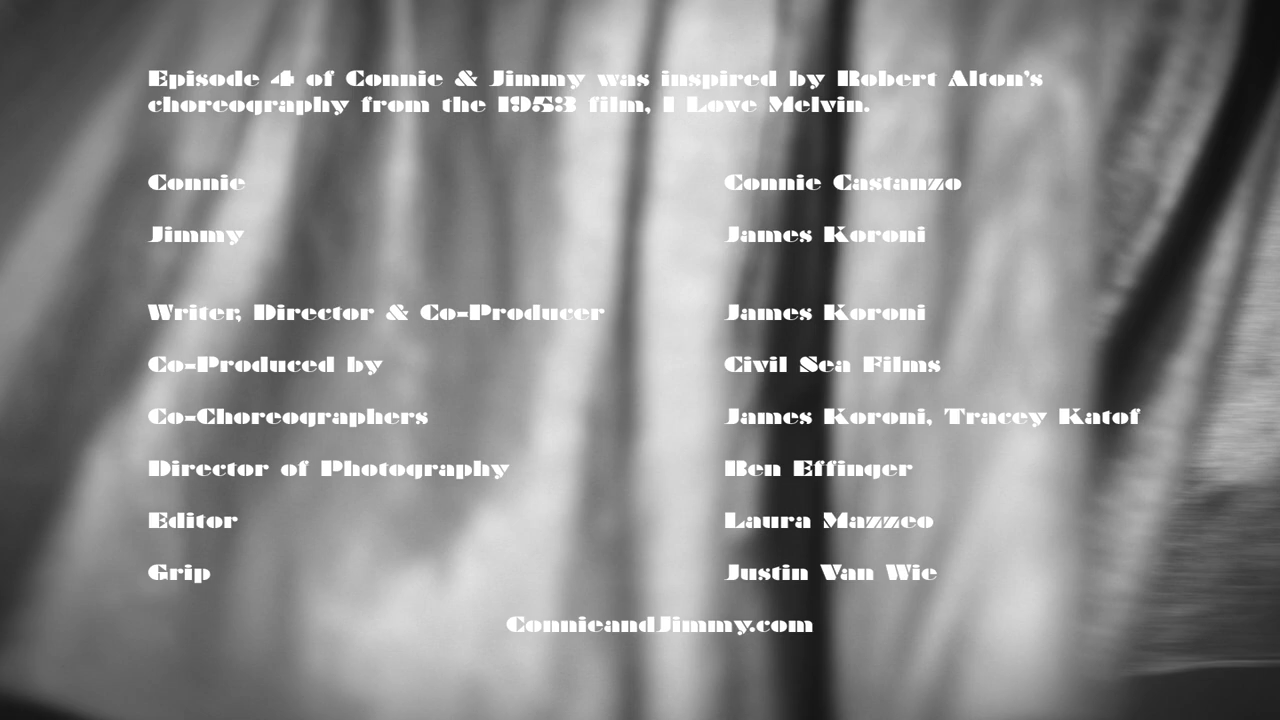 Episode 4 of Connie & Jimmy was inspired by Robert Alton's
choreography from the 1953 film, I Love Melvin.
Connie Connie Castanzo
Jimmy James Koroni
Writer, Director & Co-Producer James Koroni
Co-Produced by Civil Sea Films
Co-Choreographers James Koroni, Tracey Katof
Director of Photography Ben Effinger
Editor Laura Mazzeo
Grip Justin Van Wie
ConnieandJimmy.com